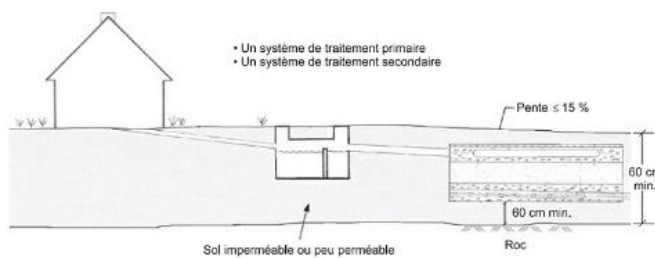 • Un système de traitement primaire
• Un système de traitement secondaire
Pente ≤ 15 %
60 cm
min.
60 cm min.
Sol imperméable ou peu perméable
Roc